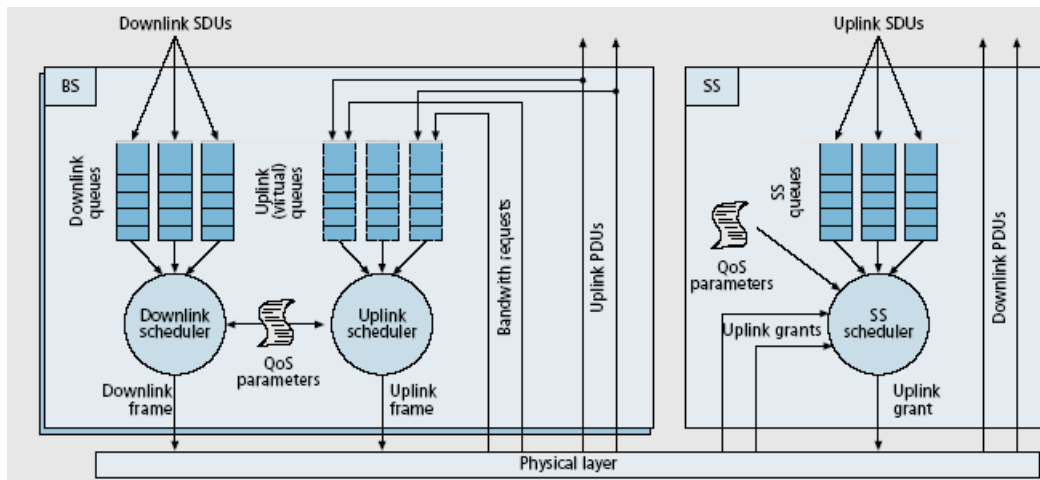 Downlink SDUs
Uplink SDUs
BS
SS
Downlink
queues
Uplink
(virtual)
queues
Bandwith requests
Uplink PDUs
SS
queues
Downlink PDUs
QoS
parameters
Downlink
scheduler
Uplink
scheduler
QoS
parameters
SS
scheduler
Uplink grants
Downlink
frame
Uplink
frame
Uplink
grant
Physical layer